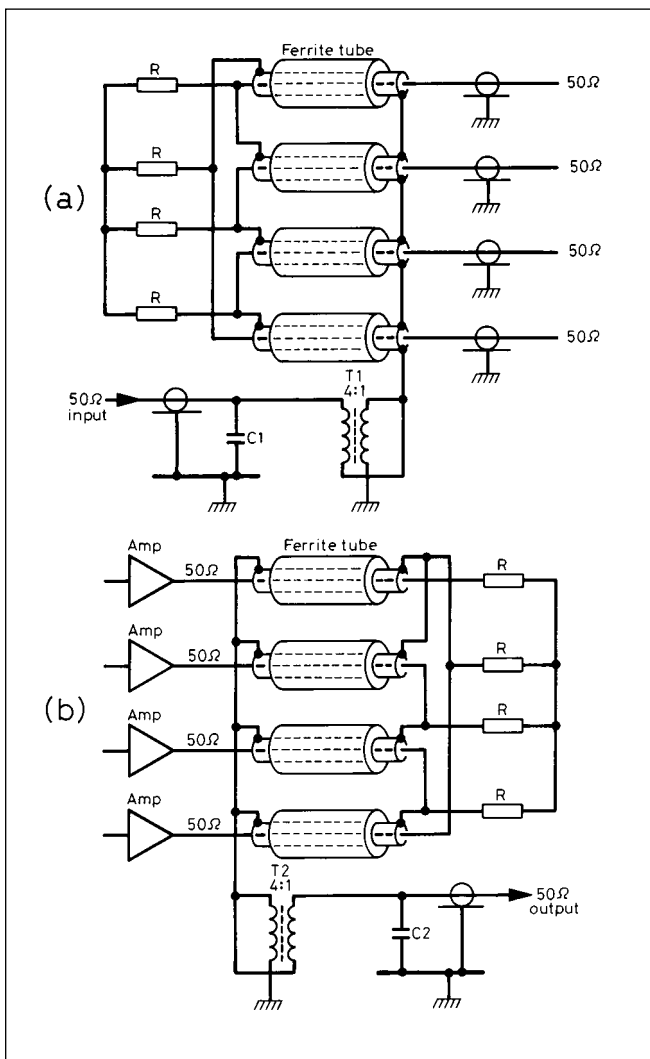 Ferrite tube
R
50Ω
R
50Ω
(a)
R
50Ω
R
50Ω
T1
4:1
50Ω
input
C1
Amp
50Ω
Ferrite tube
R
Amp
50Ω
R
(b)
Amp
50Ω
R
Amp
50Ω
R
T2
4:1
50Ω
output
C2